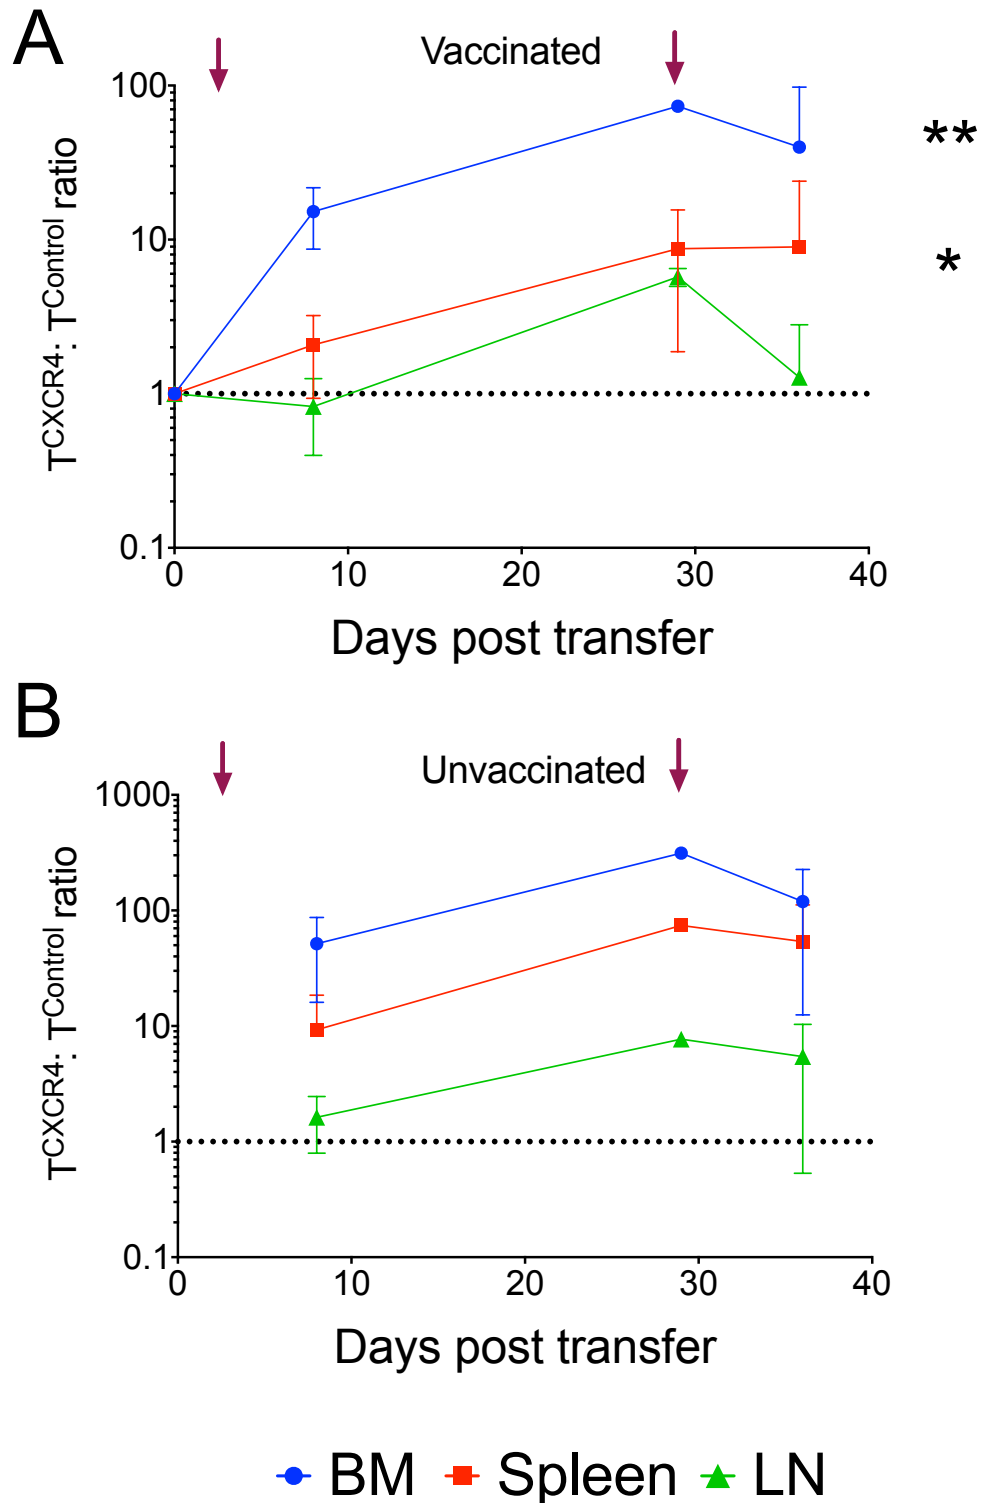 A
Vaccinated
100
10
1
0.1
TCXCR4: TControl ratio
**
*
0 10 20 30 40
Days post transfer
B
Unvaccinated
1000
100
10
1
0.1
TCXCR4: TControl ratio
0 10 20 30 40
Days post transfer
BM Spleen LN